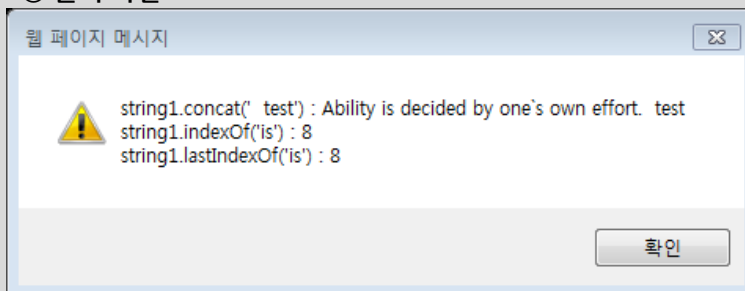 웹 페이지 메시지
string1.concat('  test') : Ability is decided by one`s own effort.  test
string1.indexOf('is') : 8
string1.lastIndexOf('is') : 8
확인